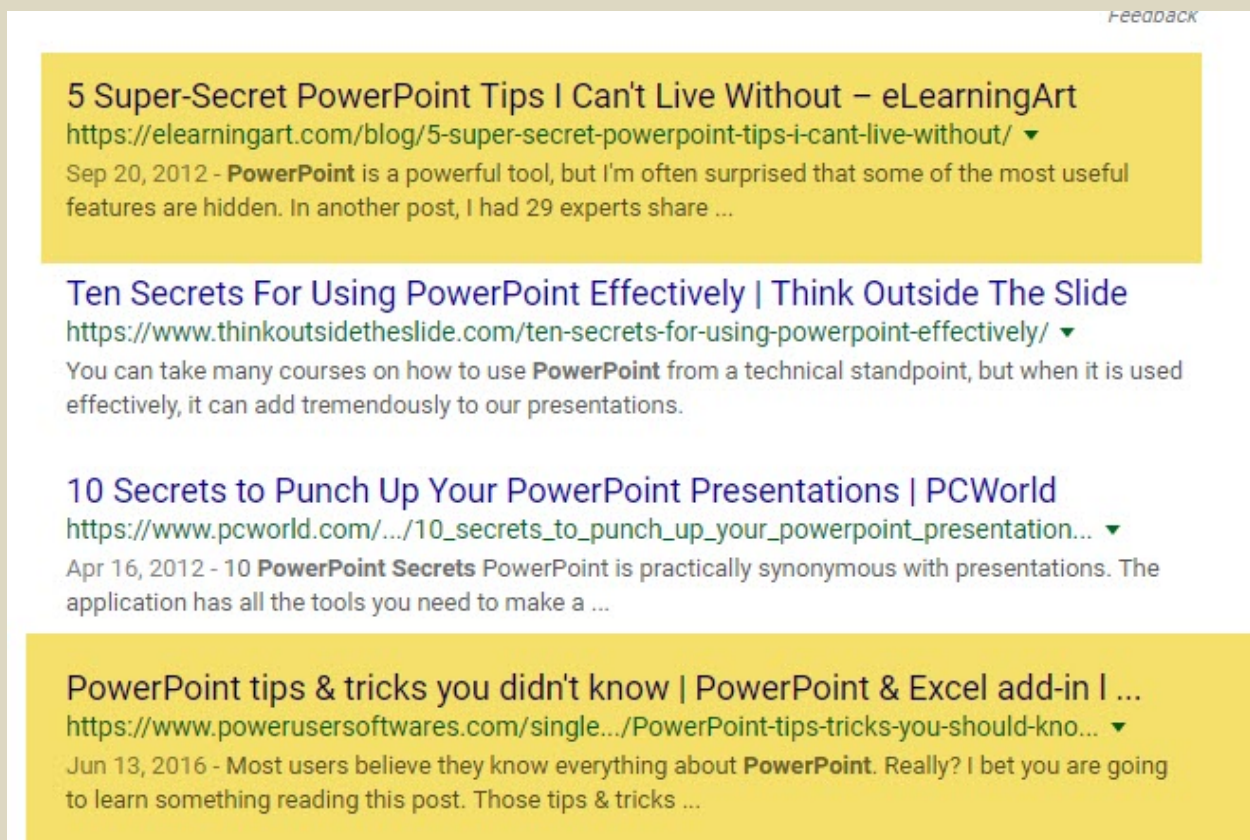 Feedback
5 Super-Secret PowerPoint Tips I Can't Live Without – eLearningArt
https://elearningart.com/blog/5-super-secret-powerpoint-tips-i-cant-live-without/
Sep 20, 2012 - PowerPoint is a powerful tool, but I'm often surprised that some of the most useful
features are hidden. In another post, I had 29 experts share ...
Ten Secrets For Using PowerPoint Effectively | Think Outside The Slide
https://www.thinkoutsidetheslide.com/ten-secrets-for-using-powerpoint-effectively/
You can take many courses on how to use PowerPoint from a technical standpoint, but when it is used
effectively, it can add tremendously to our presentations.
10 Secrets to Punch Up Your PowerPoint Presentations | PCWorld
https://www.pcworld.com/.../10_secrets_to_punch_up_your_powerpoint_presentation...
Apr 16, 2012 - 10 PowerPoint Secrets PowerPoint is practically synonymous with presentations. The
application has all the tools you need to make a ...
PowerPoint tips & tricks you didn't know | PowerPoint & Excel add-in l ...
https://www.powerusersoftwares.com/single.../PowerPoint-tips-tricks-you-should-kno...
Jun 13, 2016 - Most users believe they know everything about PowerPoint. Really? I bet you are going
to learn something reading this post. Those tips & tricks ...